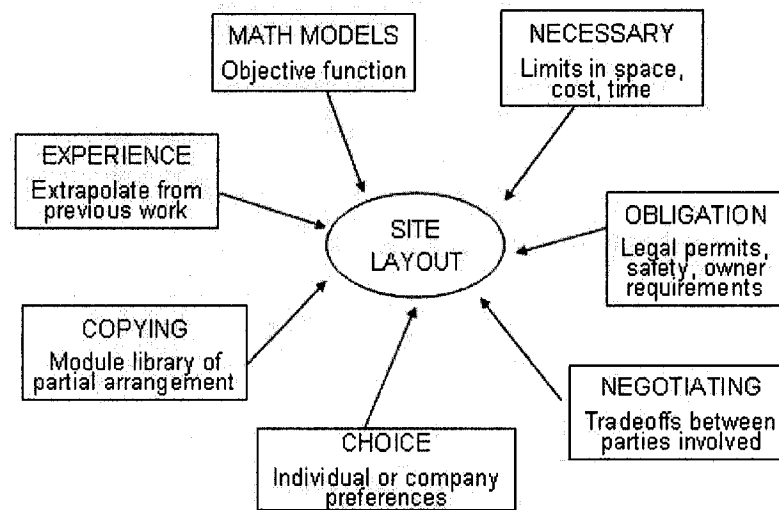 MATH MODELS
Objective function
NECESSARY
Limits in space,
cost, time
EXPERIENCE
Extrapolate from
previous work
SITE
LAYOUT
OBLIGATION
Legal permits,
safety, owner
requirements
COPYING
Module library of
partial arrangement
CHOICE
Individual or company
preferences
NEGOTIATING
Tradeoffs between
parties involved